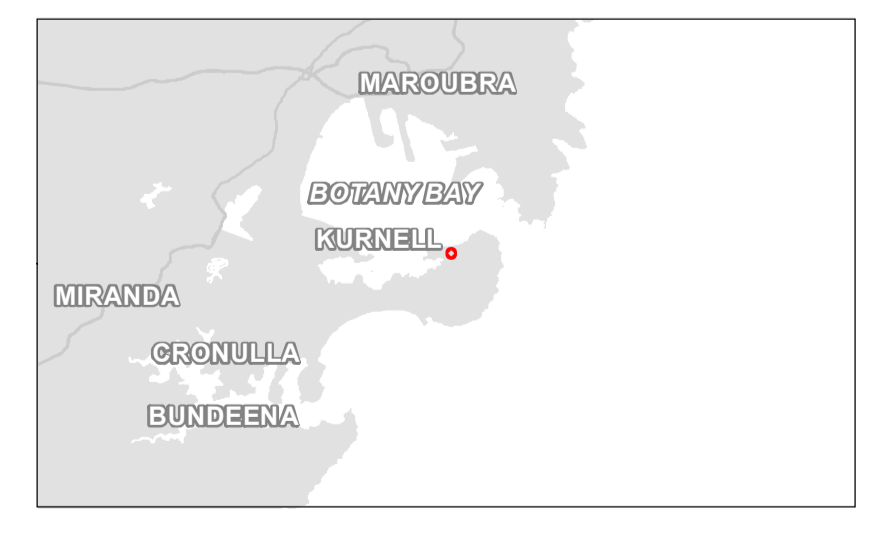 MAROUBRA
BOTANY BAY
KURNELL
MIRANDA
CRONULLA
BUNDEENA